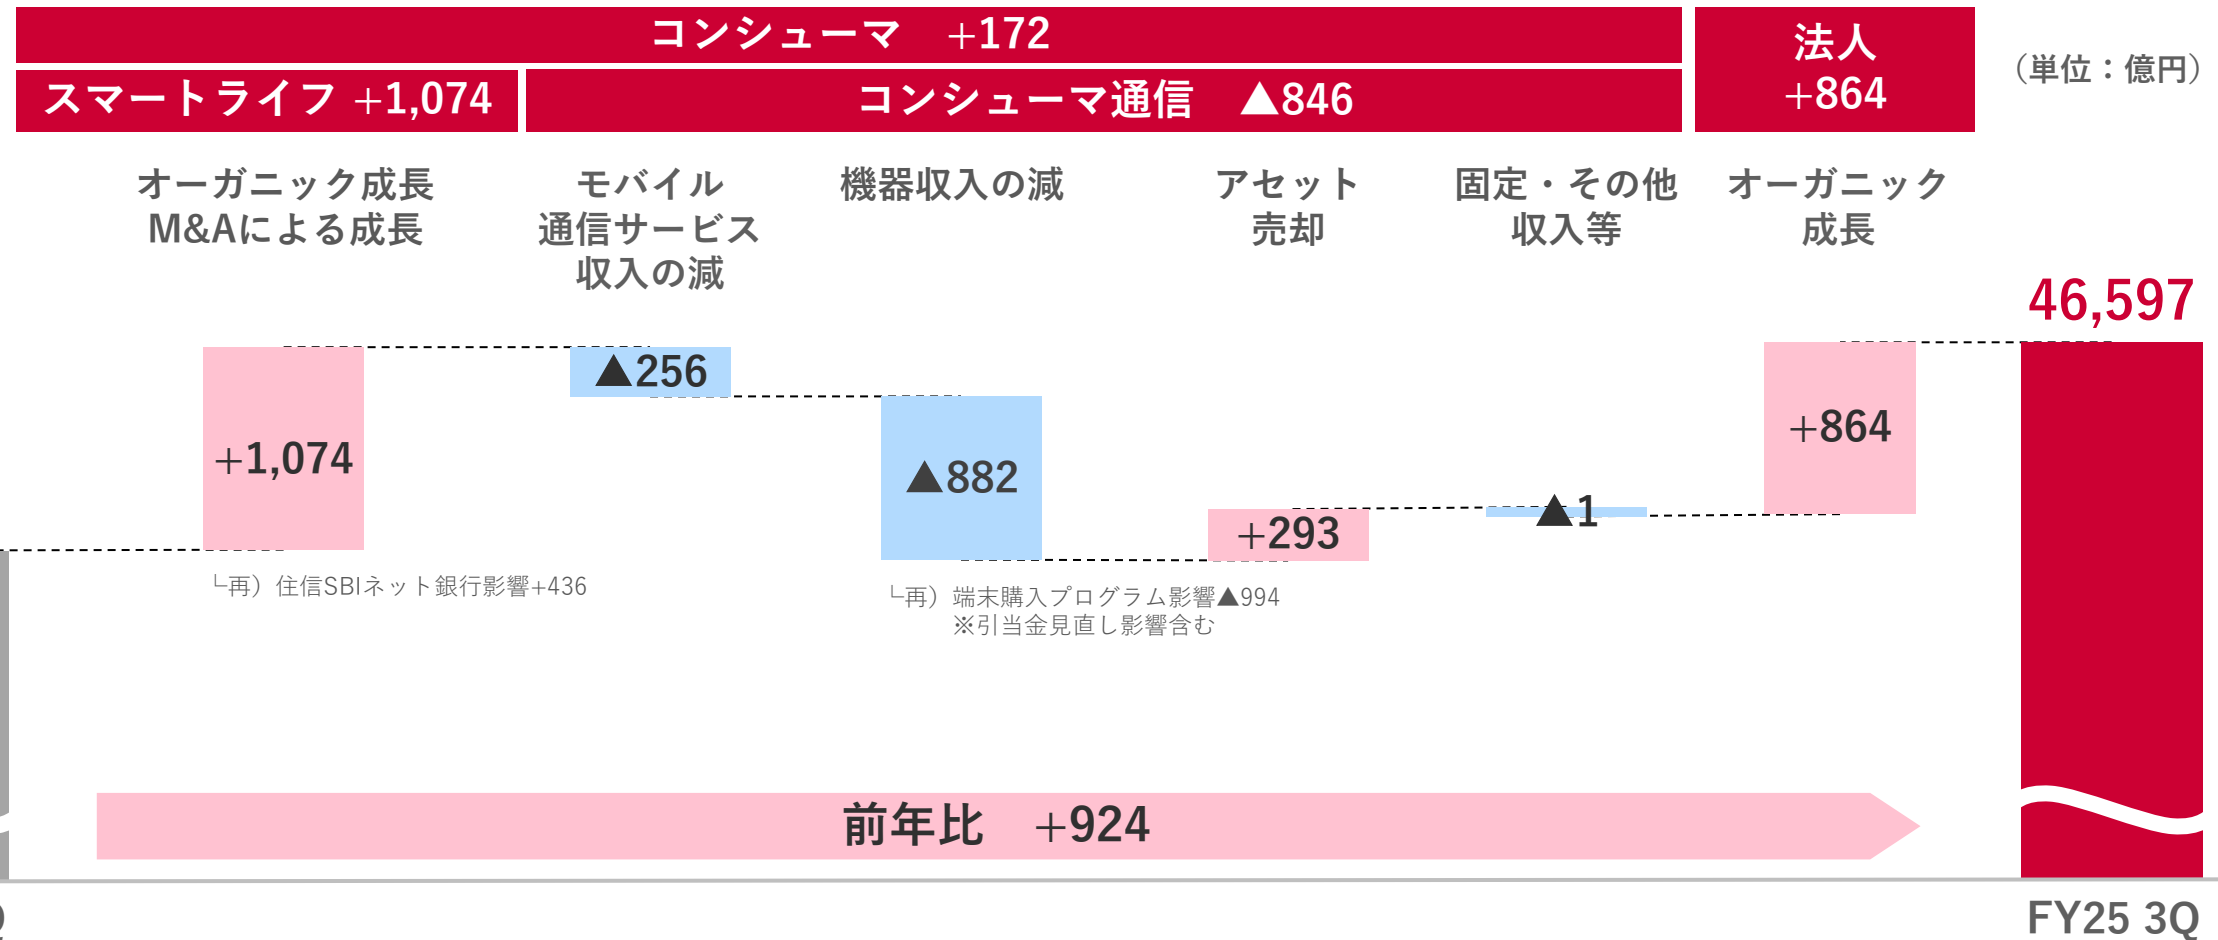 コンシューマ　+172
スマートライフ +1,074
コンシューマ通信　▲846
法人
+864
（単位：億円）
オーガニック成長
M&Aによる成長
モバイル
通信サービス
収入の減
機器収入の減
アセット
売却
固定・その他
収入等
オーガニック
成長
46,597
+1,074
▲256
▲882
+293
▲1
+864
└再）住信SBIネット銀行影響+436
└再）端末購入プログラム影響▲994
※引当金見直し影響含む
前年比　+924
FY25 3Q